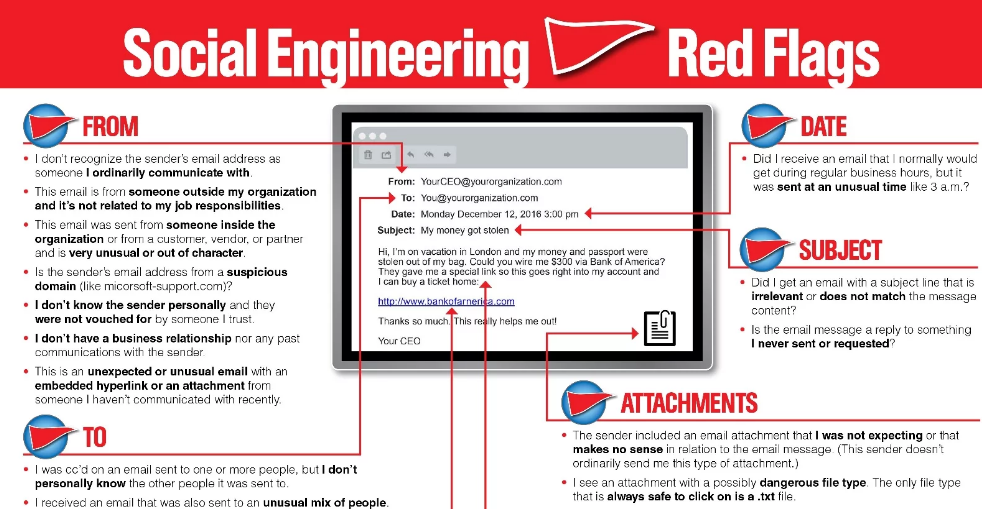 Social Engineering Red Flags
FROM
• I don't recognize the sender's email address as
someone I ordinarily communicate with.
• This email is from someone outside my organization
and it's not related to my job responsibilities.
• This email was sent from someone inside the
organization or from a customer, vendor, or partner
and is very unusual or out of character.
• Is the sender's email address from a suspicious
domain (like micorsoft-support.com)?
• I don't know the sender personally and they
were not vouched for by someone I trust.
• I don't have a business relationship nor any past
communications with the sender.
• This is an unexpected or unusual email with an
embedded hyperlink or an attachment from
someone I haven't communicated with recently.
TO
• I was cc'd on an email sent to one or more people, but I don't
personally know the other people it was sent to.
• I received an email that was also sent to an unusual mix of people.
From: YourCEO@yourorganization.com
To: You@yourorganization.com
Date: Monday December 12, 2016 3:00 pm
Subject: My money got stolen
Hi, I'm on vacation in London and my money and passport were
stolen out of my bag. Could you wire me $300 via Bank of America?
They gave me a special link so this goes right into my account and
I can buy a ticket home:
http://www.bankofarnerica.com
Thanks so much. This really helps me out!
Your CEO
DATE
• Did I receive an email that I normally would
get during regular business hours, but it
was sent at an unusual time like 3 a.m.?
SUBJECT
• Did I get an email with a subject line that is
irrelevant or does not match the message
content?
• Is the email message a reply to something
I never sent or requested?
ATTACHMENTS
• The sender included an email attachment that I was not expecting or that
makes no sense in relation to the email message. (This sender doesn't
ordinarily send me this type of attachment.)
• I see an attachment with a possibly dangerous file type. The only file type
that is always safe to click on is a .txt file.